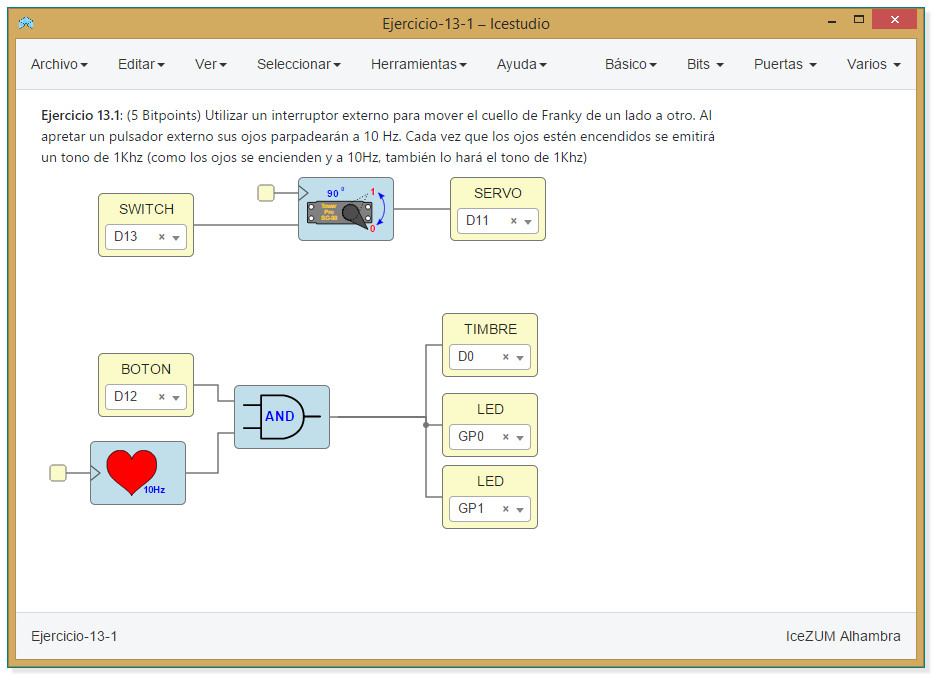 Ejercicio-13-1 – Icestudio
Archivo Editar Ver Seleccionar Herramientas Ayuda Básico Bits Puertas Varios
Ejercicio 13.1: (5 Bitpoints) Utilizar un interruptor externo para mover el cuello de Franky de un lado a otro. Al
apretar un pulsador externo sus ojos parpadearán a 10 Hz. Cada vez que los ojos estén encendidos se emitirá
un tono de 1Khz (como los ojos se encienden y a 10Hz, también lo hará el tono de 1Khz)
SWITCH
D13
90º
1
Tower
Pro
SG-90
0
SERVO
D11
TIMBRE
D0
BOTON
D12
AND
LED
GP0
10Hz
LED
GP1
Ejercicio-13-1
IceZUM Alhambra